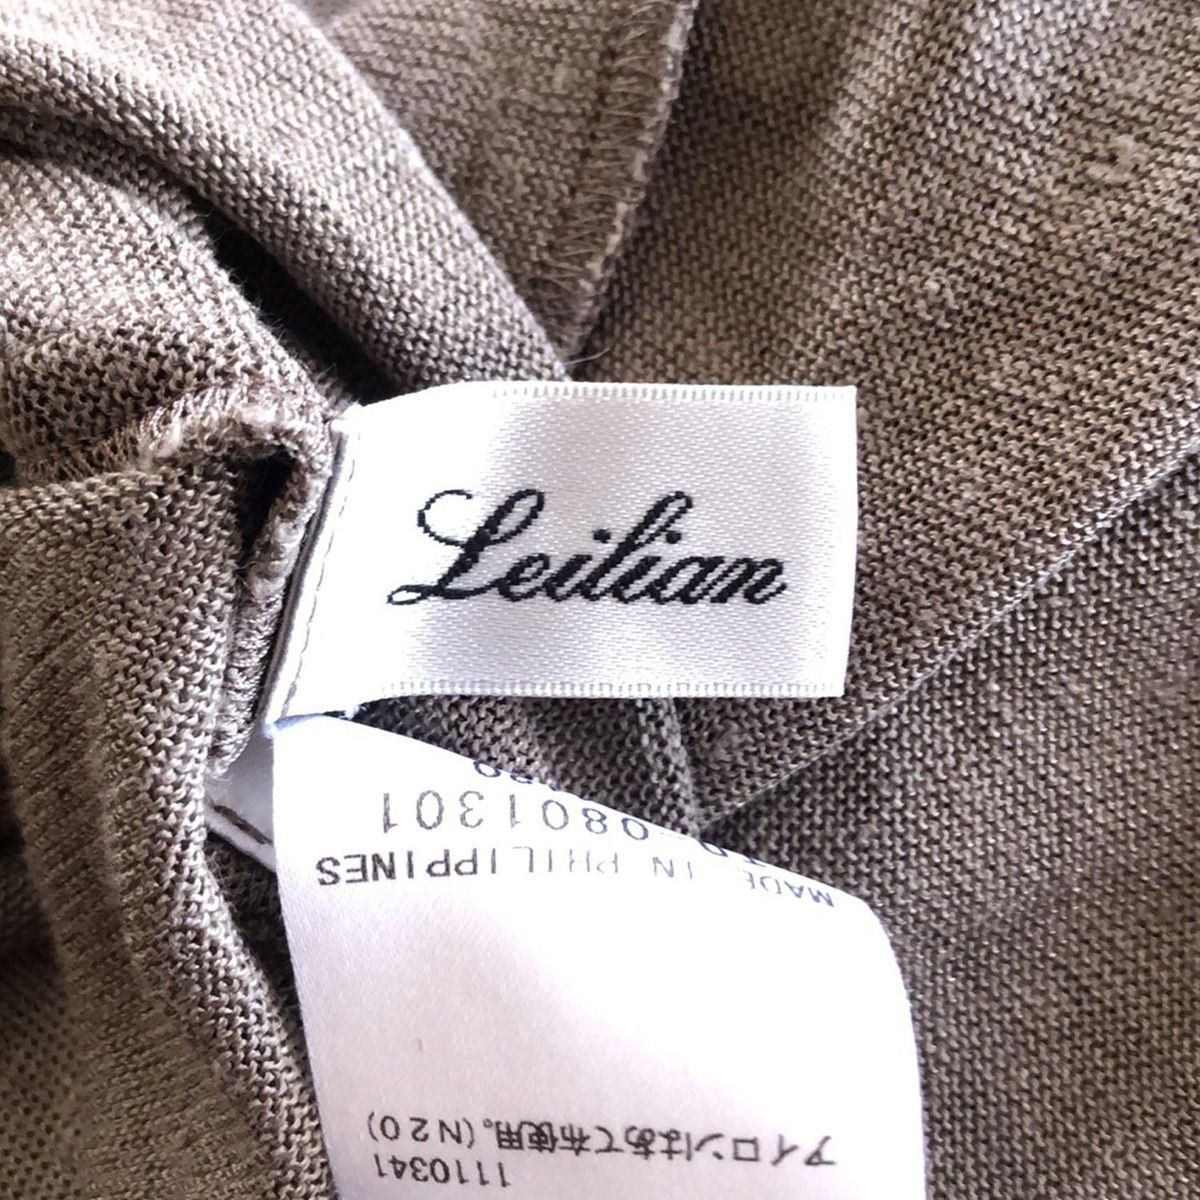 Leilian
1110341
アイロンはあて布使用。(N20)
MADE IN PHILIPPINES
-0801301